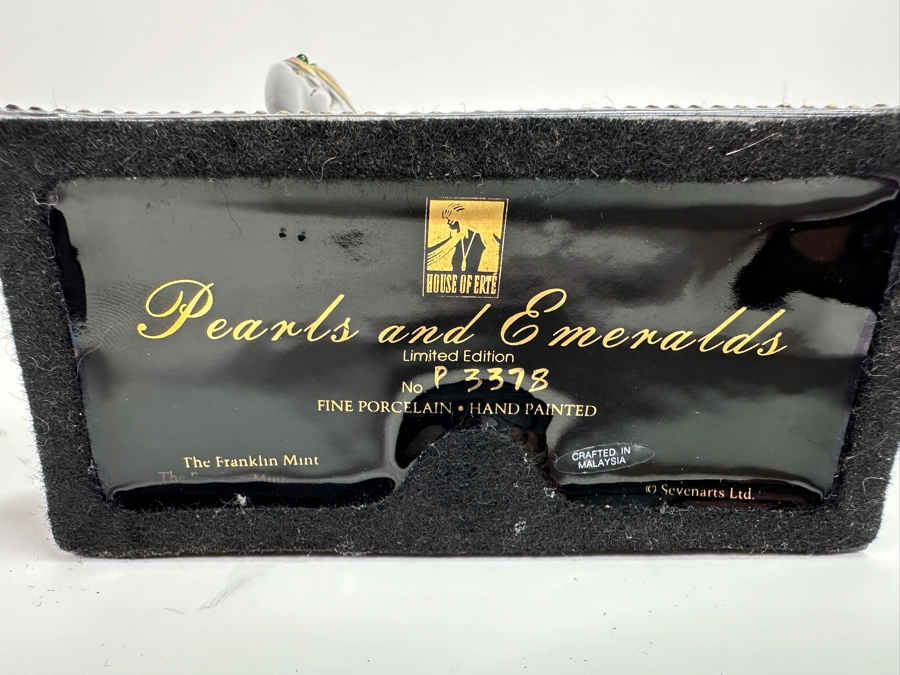 HOUSE OF ERTÉ
Pearls and Emeralds
Limited Edition
No P 3378
FINE PORCELAIN • HAND PAINTED
The Franklin Mint
CRAFTED IN
MALAYSIA
© Sevenarts Ltd.